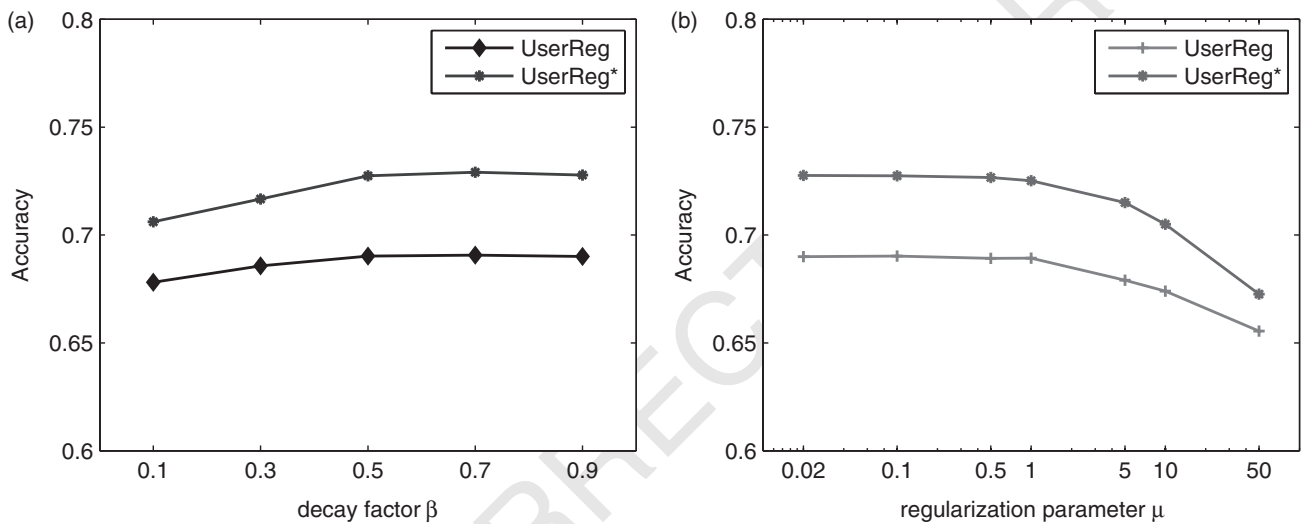 (a)
0.8
0.75
0.7
0.65
0.6
Accuracy
UserReg
UserReg*
0.1 0.3 0.5 0.7 0.9
decay factor β
(b)
0.8
0.75
0.7
0.65
0.6
Accuracy
UserReg
UserReg*
0.02 0.1 0.5 1 5 10 50
regularization parameter μ